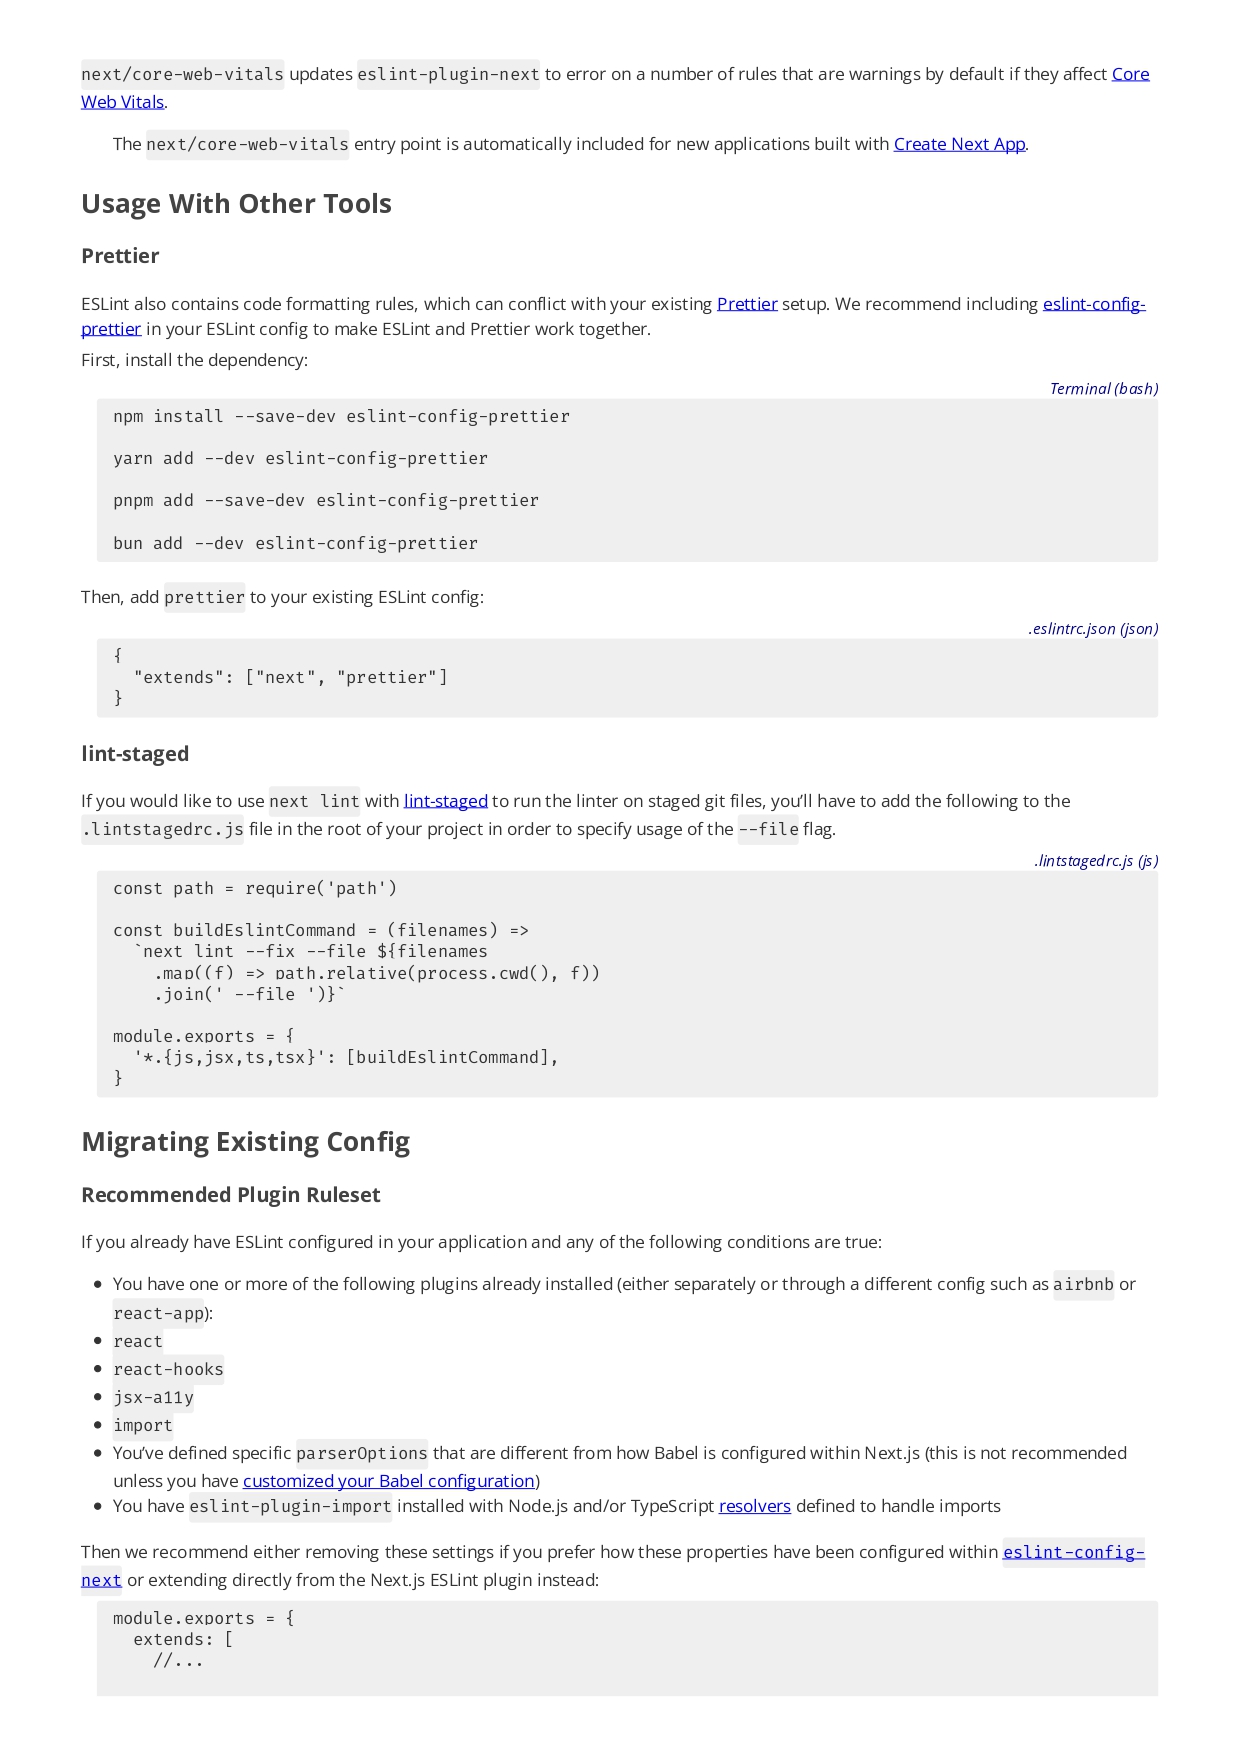 next/core-web-vitals updates eslint-plugin-next to error on a number of rules that are warnings by default if they affect Core
Web Vitals.
The next/core-web-vitals entry point is automatically included for new applications built with Create Next App.
Usage With Other Tools
Prettier
ESLint also contains code formatting rules, which can conflict with your existing Prettier setup. We recommend including eslint-config-
prettier in your ESLint config to make ESLint and Prettier work together.
First, install the dependency:
Terminal (bash)
npm install --save-dev eslint-config-prettier
yarn add --dev eslint-config-prettier
pnpm add --save-dev eslint-config-prettier
bun add --dev eslint-config-prettier
Then, add prettier to your existing ESLint config:
.eslintrc.json (json)
{
  "extends": ["next", "prettier"]
}
lint-staged
If you would like to use next lint with lint-staged to run the linter on staged git files, you’ll have to add the following to the
.lintstagedrc.js file in the root of your project in order to specify usage of the --file flag.
.lintstagedrc.js (js)
const path = require('path')
const buildEslintCommand = (filenames) =>
  `next lint --fix --file ${filenames
    .map((f) => path.relative(process.cwd(), f))
    .join(' --file ')}`
module.exports = {
  '*.{js,jsx,ts,tsx}': [buildEslintCommand],
}
Migrating Existing Config
Recommended Plugin Ruleset
If you already have ESLint configured in your application and any of the following conditions are true:
• You have one or more of the following plugins already installed (either separately or through a different config such as airbnb or
react-app):
• react
• react-hooks
• jsx-a11y
• import
• You’ve defined specific parserOptions that are different from how Babel is configured within Next.js (this is not recommended
unless you have customized your Babel configuration)
• You have eslint-plugin-import installed with Node.js and/or TypeScript resolvers defined to handle imports
Then we recommend either removing these settings if you prefer how these properties have been configured within eslint-config-
next or extending directly from the Next.js ESLint plugin instead:
module.exports = {
  extends: [
    //...